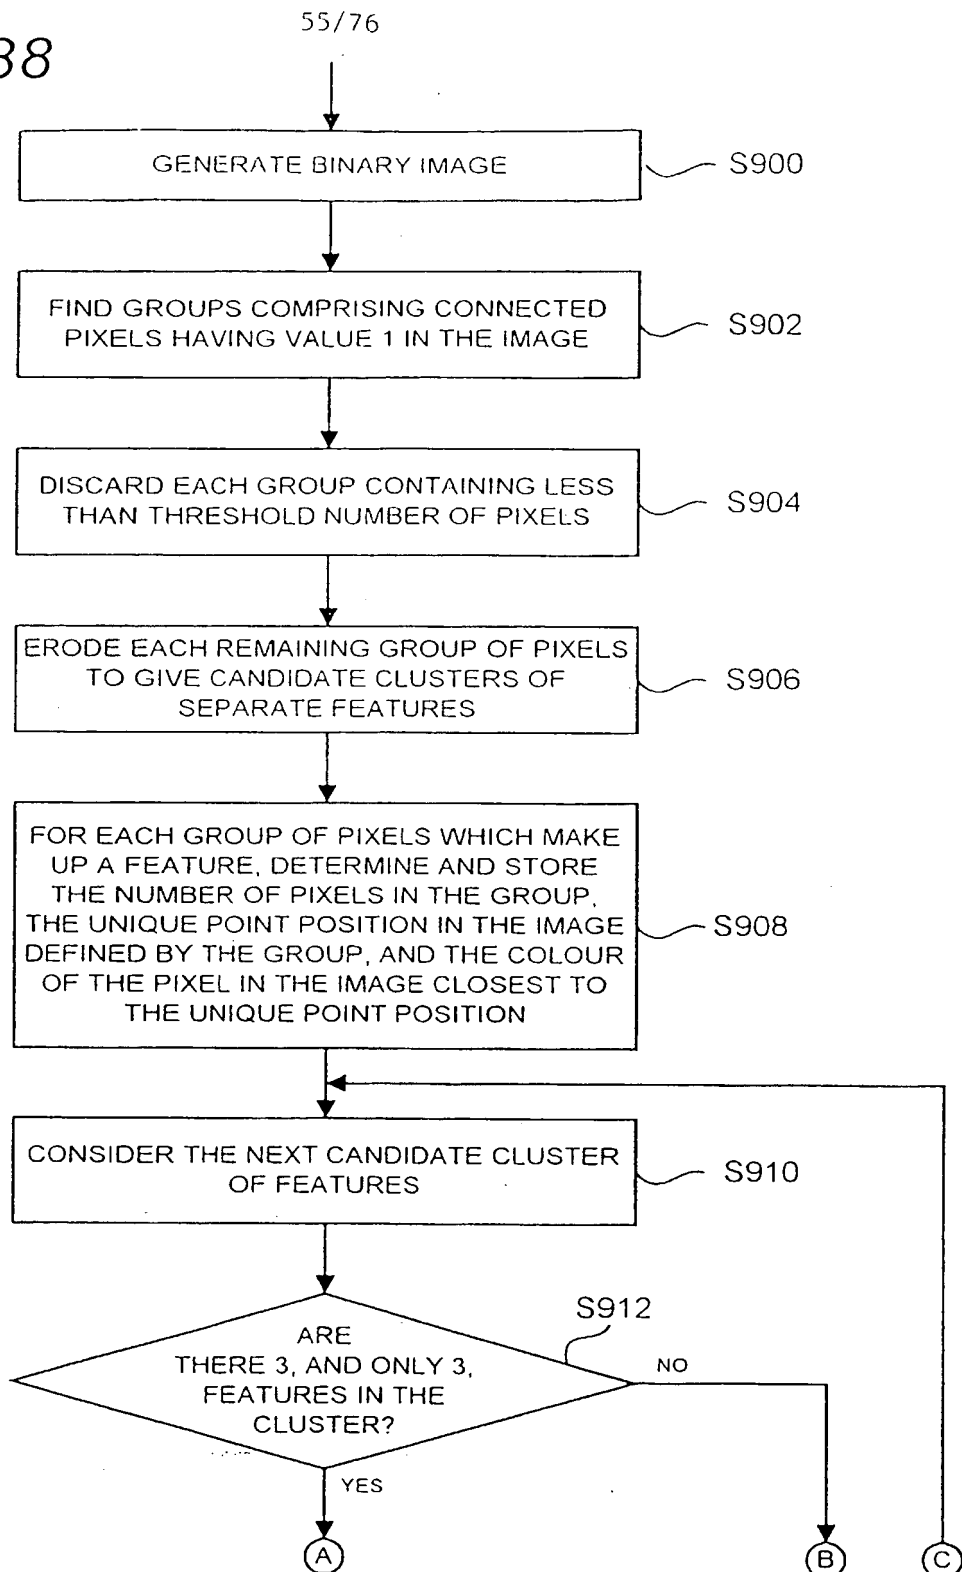 55/76
38
GENERATE BINARY IMAGE
S900
FIND GROUPS COMPRISING CONNECTED
PIXELS HAVING VALUE 1 IN THE IMAGE
S902
DISCARD EACH GROUP CONTAINING LESS
THAN THRESHOLD NUMBER OF PIXELS
S904
ERODE EACH REMAINING GROUP OF PIXELS
TO GIVE CANDIDATE CLUSTERS OF
SEPARATE FEATURES
S906
FOR EACH GROUP OF PIXELS WHICH MAKE
UP A FEATURE, DETERMINE AND STORE
THE NUMBER OF PIXELS IN THE GROUP,
THE UNIQUE POINT POSITION IN THE IMAGE
DEFINED BY THE GROUP, AND THE COLOUR
OF THE PIXEL IN THE IMAGE CLOSEST TO
THE UNIQUE POINT POSITION
S908
CONSIDER THE NEXT CANDIDATE CLUSTER
OF FEATURES
S910
S912
ARE
THERE 3, AND ONLY 3,
FEATURES IN THE
CLUSTER?
NO
YES
A
B
C